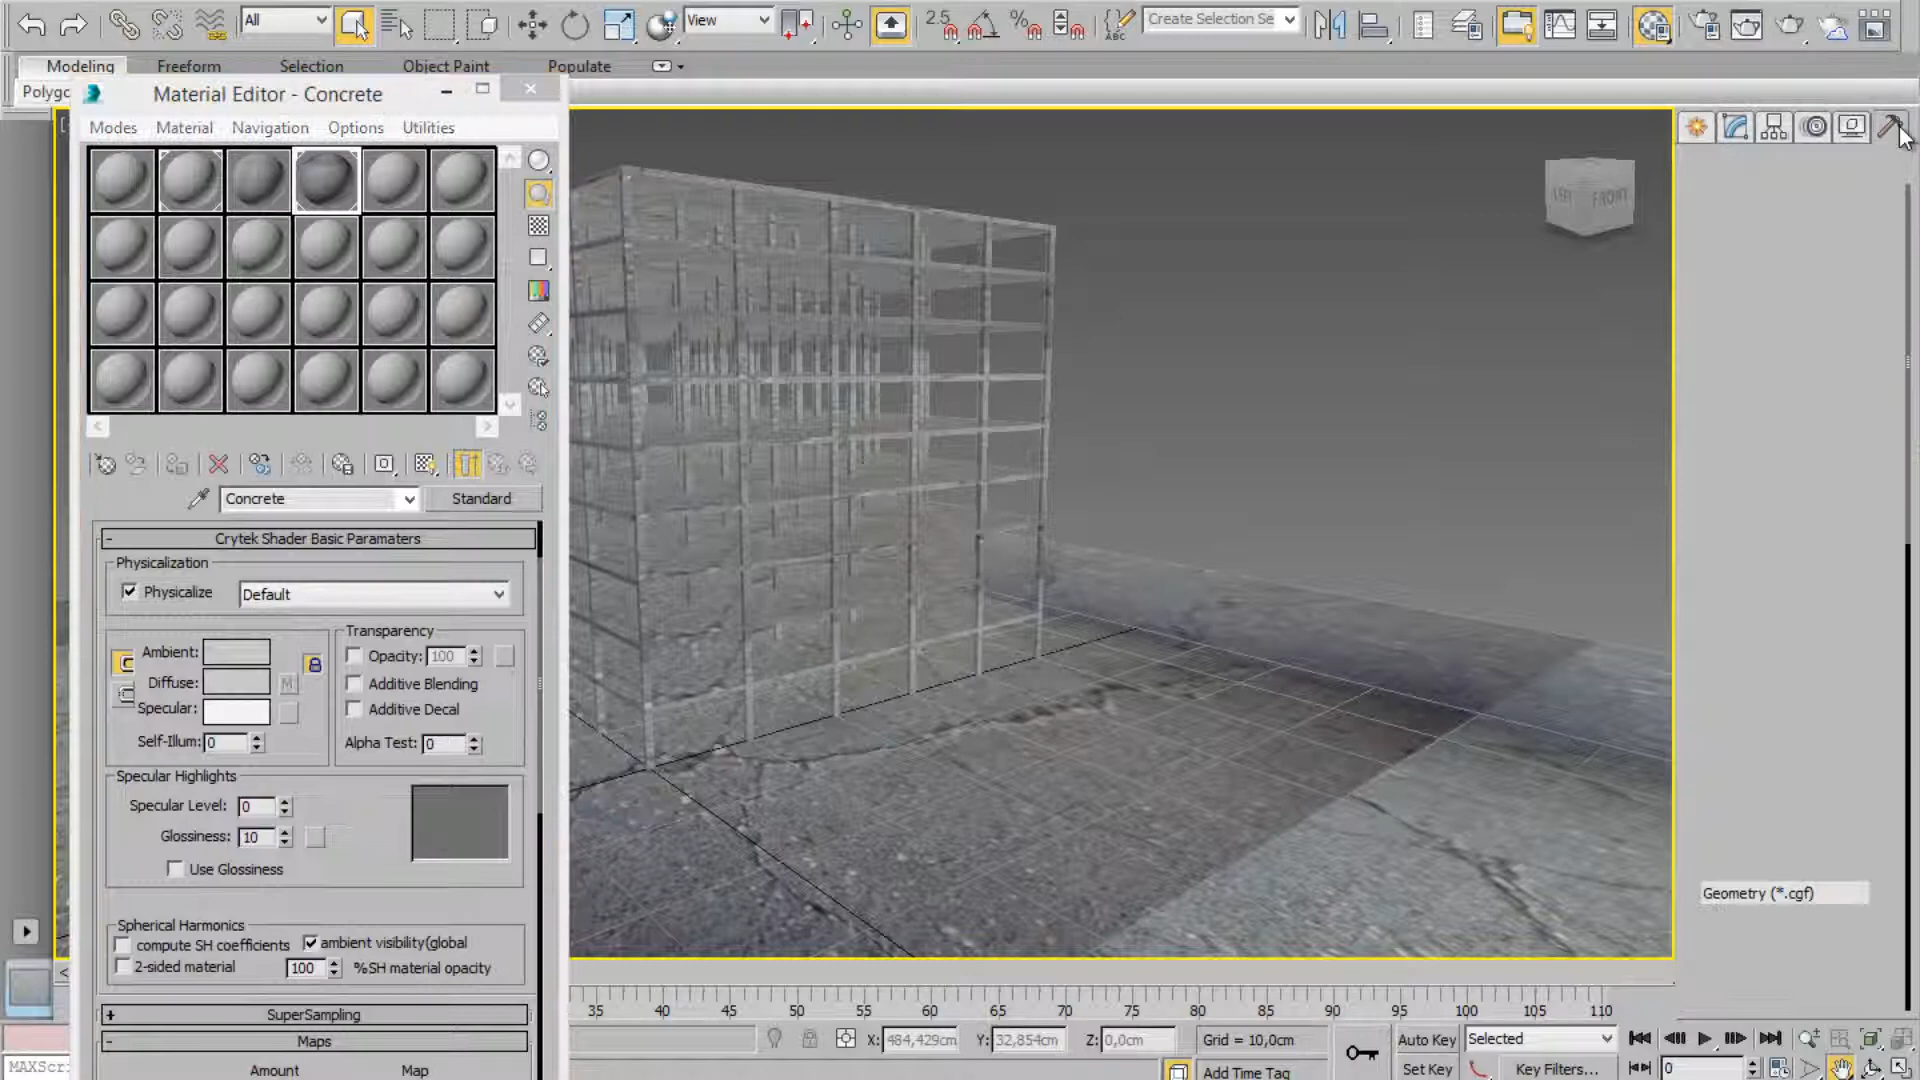 All
View
2.5
ABC
Create Selection Se
Modeling
Freeform
Selection
Object Paint
Populate
Polyg
Material Editor - Concrete
Modes
Material
Navigation
Options
Utilities
FRONT
Concrete
Standard
- Crytek Shader Basic Paramaters
Physicalization
Physicalize
Default
Transparency
Ambient:
Opacity: 100
Diffuse:
M
Additive Blending
Specular:
Additive Decal
Self-Illum: 0
Alpha Test: 0
Specular Highlights
Specular Level: 0
Glossiness: 10
Use Glossiness
Geometry (*.cgf)
Spherical Harmonics
compute SH coefficients
ambient visibility(global
2-sided material
100
%SH material opacity
+ SuperSampling
- Maps
Amount
Map
35 40 45 50 55 60 65 70 75 80 85 90 95 100 105 110
X: 484,429cm
Y: 32,854cm
Z: 0,0cm
Grid = 10,0cm
Auto Key
Selected
MAXScr
Add Time Tag
Set Key
Key Filters...
0